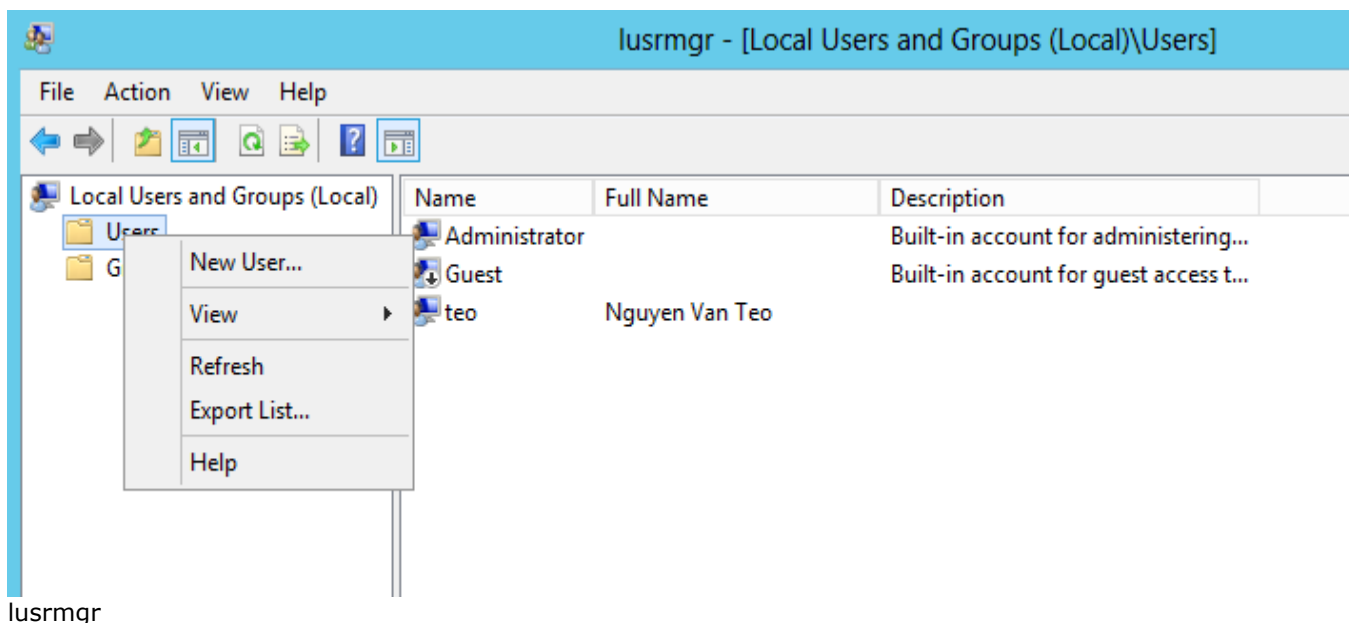 lusrmgr - [Local Users and Groups (Local)\Users]
File Action View Help
Local Users and Groups (Local)
Users
G
Name Full Name Description
Administrator Built-in account for administering...
Guest Built-in account for guest access t...
teo Nguyen Van Teo
New User...
View
Refresh
Export List...
Help
lusrmgr